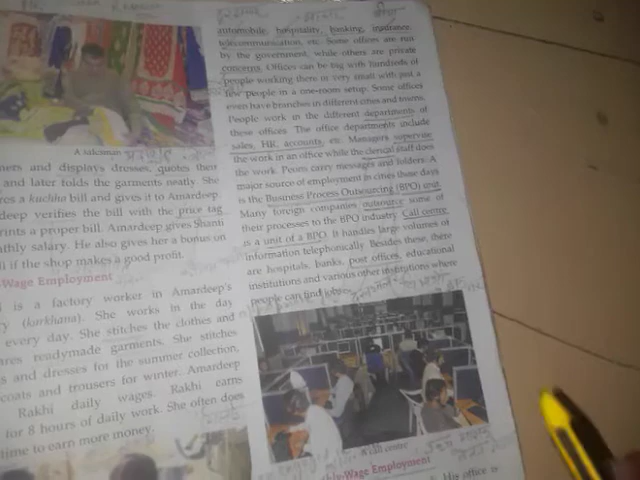 A salesman
ners and displays dresses, quotes their
and later folds the garments neatly. She
res a kuchha bill and gives it to Amardeep
deep verifies the bill with the price tag
rints a proper bill. Amardeep gives Shanti
nthly salary. He also gives her a bonus on
li if the shop makes a good profit.
-Wage Employment
is a factory worker in Amardeep's
y (karkhana). She works in the day
every day. She stitches the clothes and
ares readymade garments. She stitches
s and dresses for the summer collection,
coats and trousers for winter. Amardeep
Rakhi daily wages. Rakhi earns
for 8 hours of daily work. She often does
time to earn more money.
automobile, hospitality, banking, insurance,
telecommunication, etc. Some offices are run
by the government, while others are private
concerns. Offices can be big with hundreds of
people working there or very small with just a
few people in a one-room setup. Some offices
even have branches in different cities and towns.
People work in the different departments of
these offices. The office departments include
sales, HR, accounts, etc. Managers supervise
the work in an office while the clerical staff does
the work. Peons carry messages and folders. A
major source of employment in cities these days
is the Business Process Outsourcing (BPO) unit.
Many foreign companies outsource some of
their processes to the BPO industry. Call centre
is a unit of a BPO. It handles large volumes of
information telephonically. Besides these, there
are hospitals, banks, post offices, educational
institutions and various other institutions where
people can find jobs.
A call centre
-Wage Employment
His office is